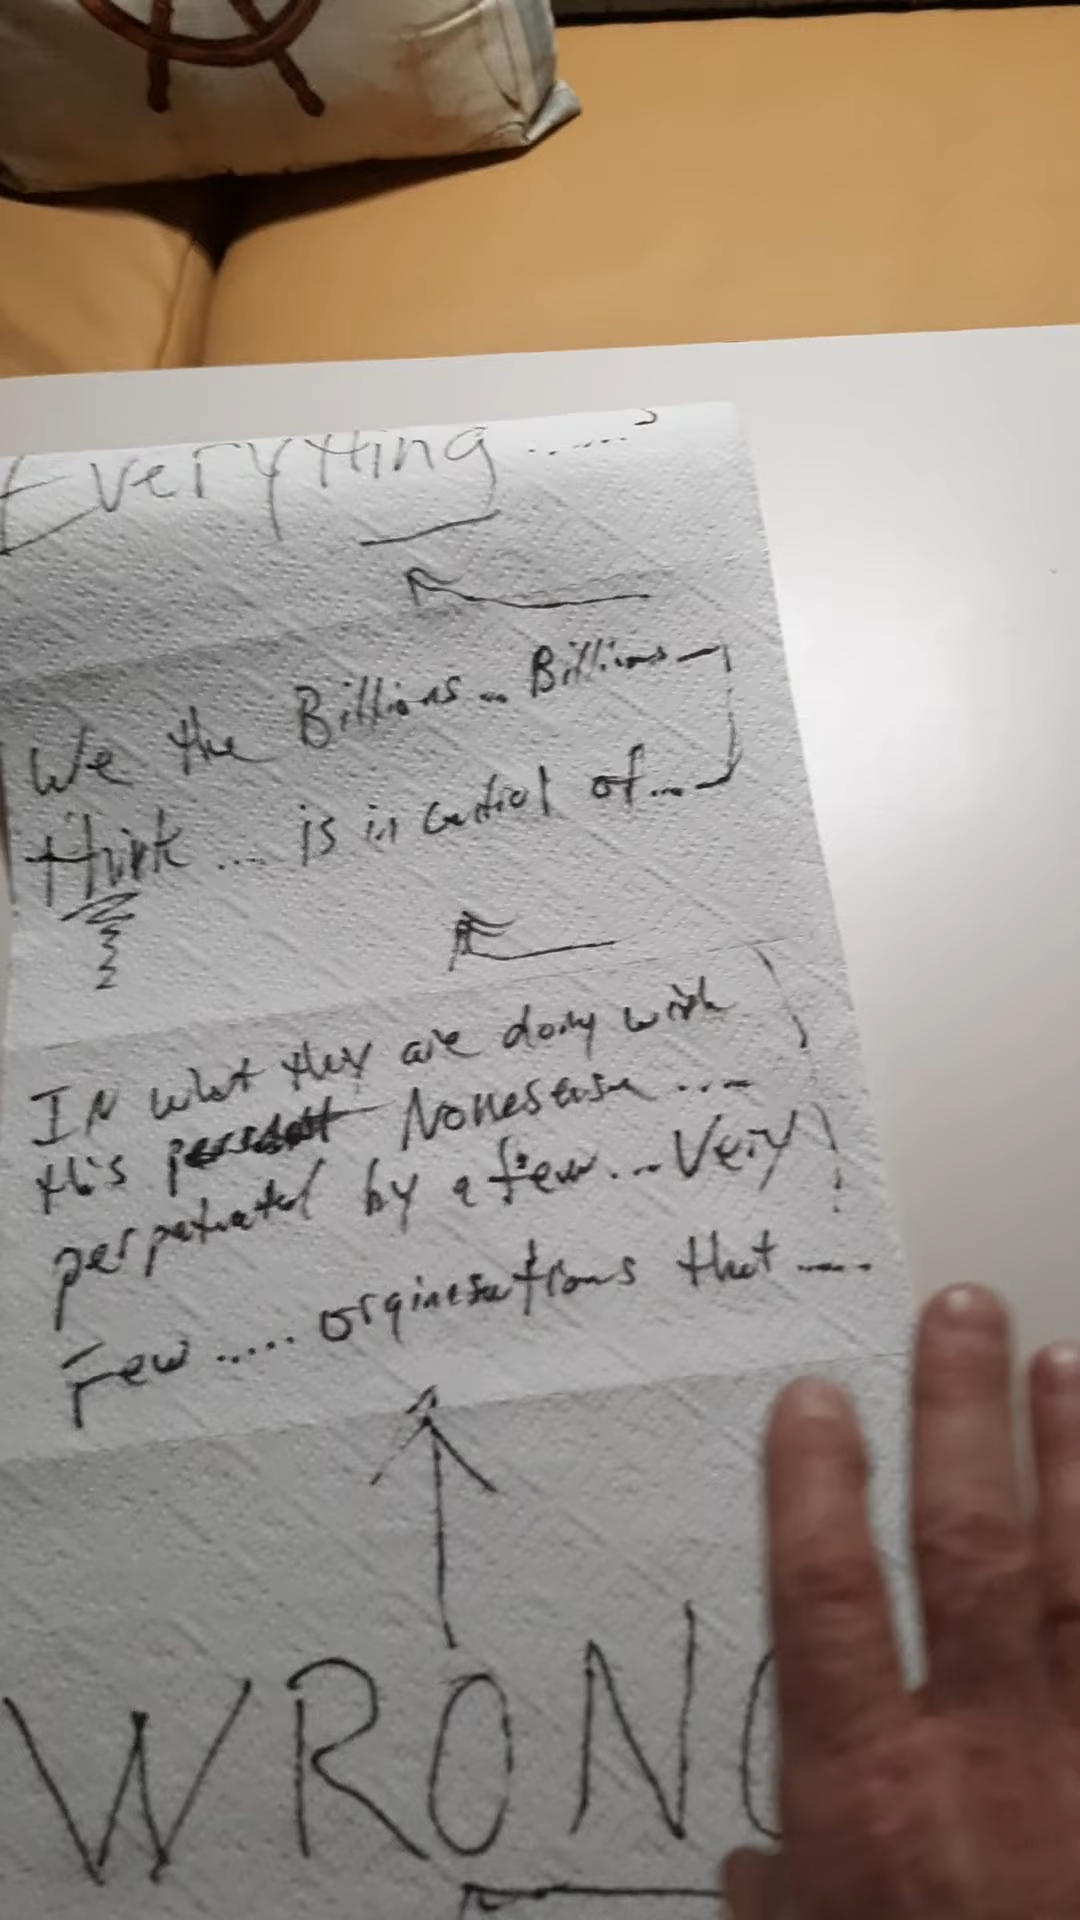 Everything ......
We the Billions .. Billions
think .... is in control of ....
IN what they are doing with
this Nonesense ....
perpetrated by a few ... Very
Few ..... orginesations that ......
WRONG